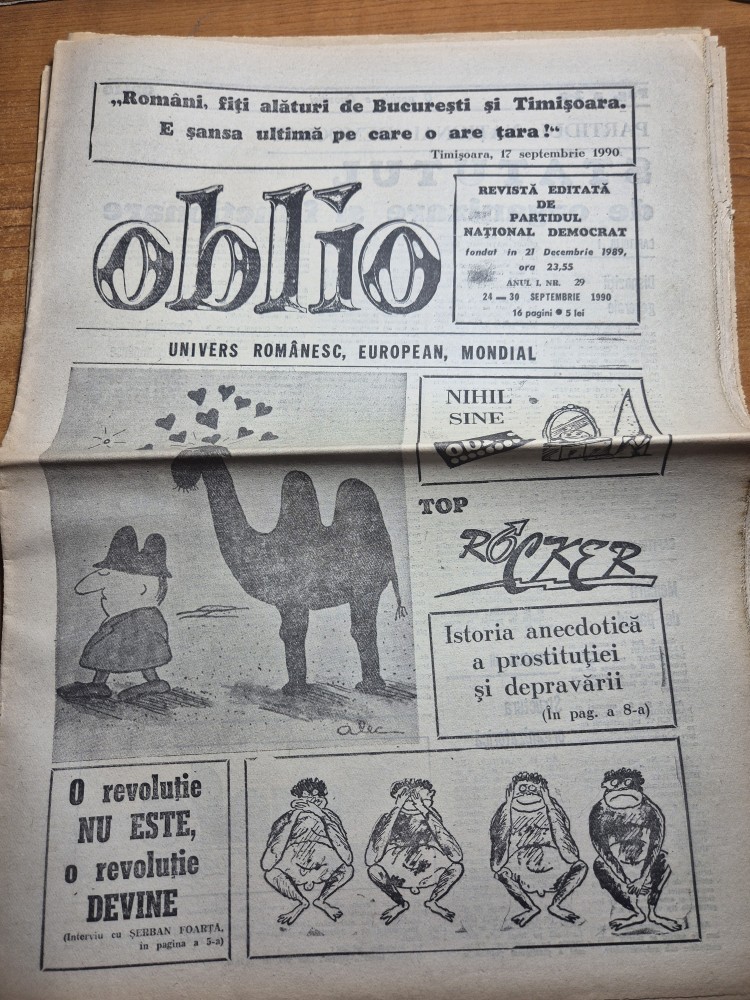 „Români, fiţi alături de Bucureşti şi Timişoara.
E şansa ultimă pe care o are ţara!“
Timişoara, 17 septembrie 1990
oblio
REVISTĂ EDITATĂ
DE
PARTIDUL
NAŢIONAL DEMOCRAT
fondat in 21 Decembrie 1989,
ora 23,55
ANUL I. NR. 29
24 — 30 SEPTEMBRIE 1990
16 pagini ● 5 lei
UNIVERS ROMÂNESC, EUROPEAN, MONDIAL
NIHIL
SINE
TOP
ROCKER
Istoria anecdotică
a prostituţiei
şi depravării
(În pag. a 8-a)
alec
O revoluţie
NU ESTE,
o revoluţie
DEVINE
(Interviu cu ŞERBAN FOARŢĂ,
în pagina a 5-a)